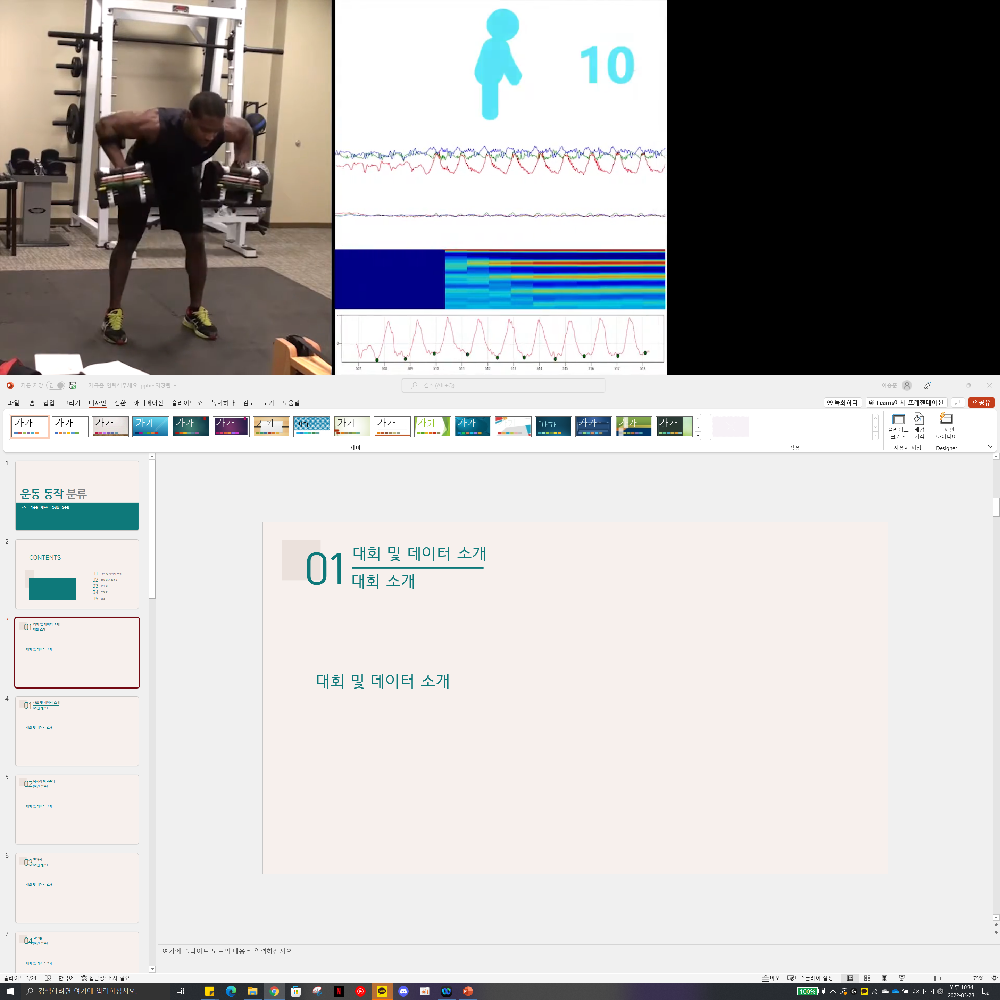 10
0
507 508 509 510 511 512 513 514 515 516 517 518
자동 저장 제목을-입력해주세요_.pptx • 저장됨
검색(Alt+Q)
이승준
파일 홈 삽입 그리기 디자인 전환 애니메이션 슬라이드 쇼 녹화하다 검토 보기 도움말
녹화하다 Teams에서 프레젠테이션 공유
가가 가가 가가 가가 가가 가가 가가 가가 가가 가가 가가 가가 가가 가가 가가 가가 가가
슬라이드 크기
배경 서식
디자인 아이디어
테마 적용 사용자 지정 Designer
1
운동 동작 분류
4조 | 이승준
2
CONTENTS
01 대회 및 데이터 소개
02 탐색적 자료분석
03 전처리
04 모델링
05
3
01 대회 및 데이터 소개
대회 소개
대회 및 데이터 소개
4
01 대회 및 데이터 소개
(여긴 셀프)
대회 및 데이터 소개
5
02 탐색적 자료분석
(여긴 셀프)
대회 및 데이터 소개
6
03 전처리
(여긴 셀프)
대회 및 데이터 소개
7
04 모델링
(여긴 셀프)
대회 및 데이터 소개
01 대회 및 데이터 소개
대회 소개
대회 및 데이터 소개
여기에 슬라이드 노트의 내용을 입력하십시오
슬라이드 3/24 한국어 접근성: 조사 필요
메모 디스플레이 설정 75%
검색하려면 여기에 입력하십시오.
TALK
100%
오후 10:34
2022-03-23